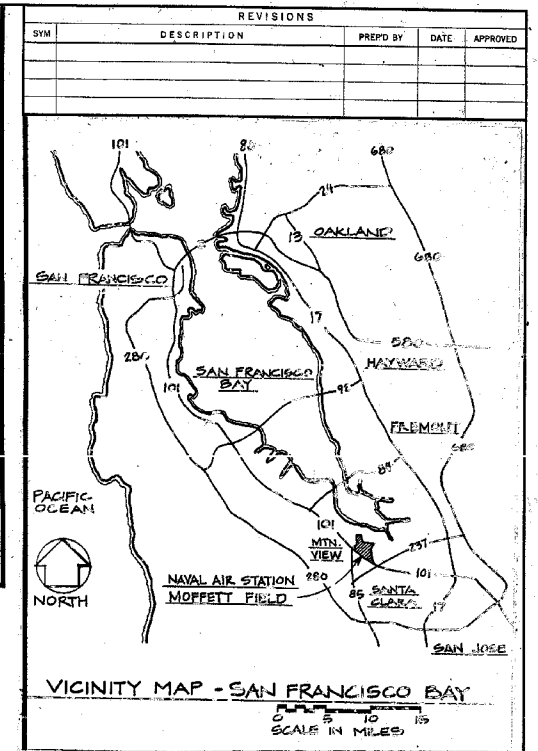 REVISIONS
SYM DESCRIPTION PREP'D BY DATE APPROVED
101 80 680
24
13 OAKLAND
680
SAN FRANCISCO
17
280
580
HAYWARD
101
SAN FRANCISCO
BAY
92
FREMONT
680
84
PACIFIC
OCEAN
101
MTN.
VIEW
237
NAVAL AIR STATION
MOFFETT FIELD
280
101
SANTA
CLARA
85
17
NORTH
SAN JOSE
VICINITY MAP - SAN FRANCISCO BAY
0 5 10 15
SCALE IN MILES